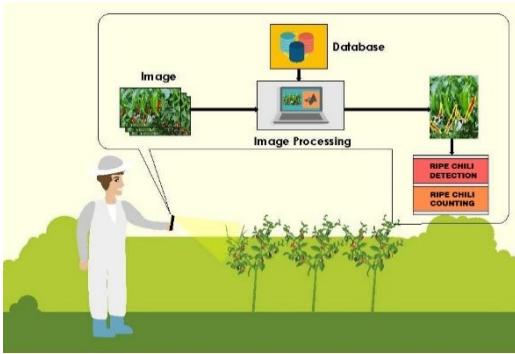 Database
Image
Image Processing
RIPE CHILI
DETECTION
RIPE CHILI
COUNTING